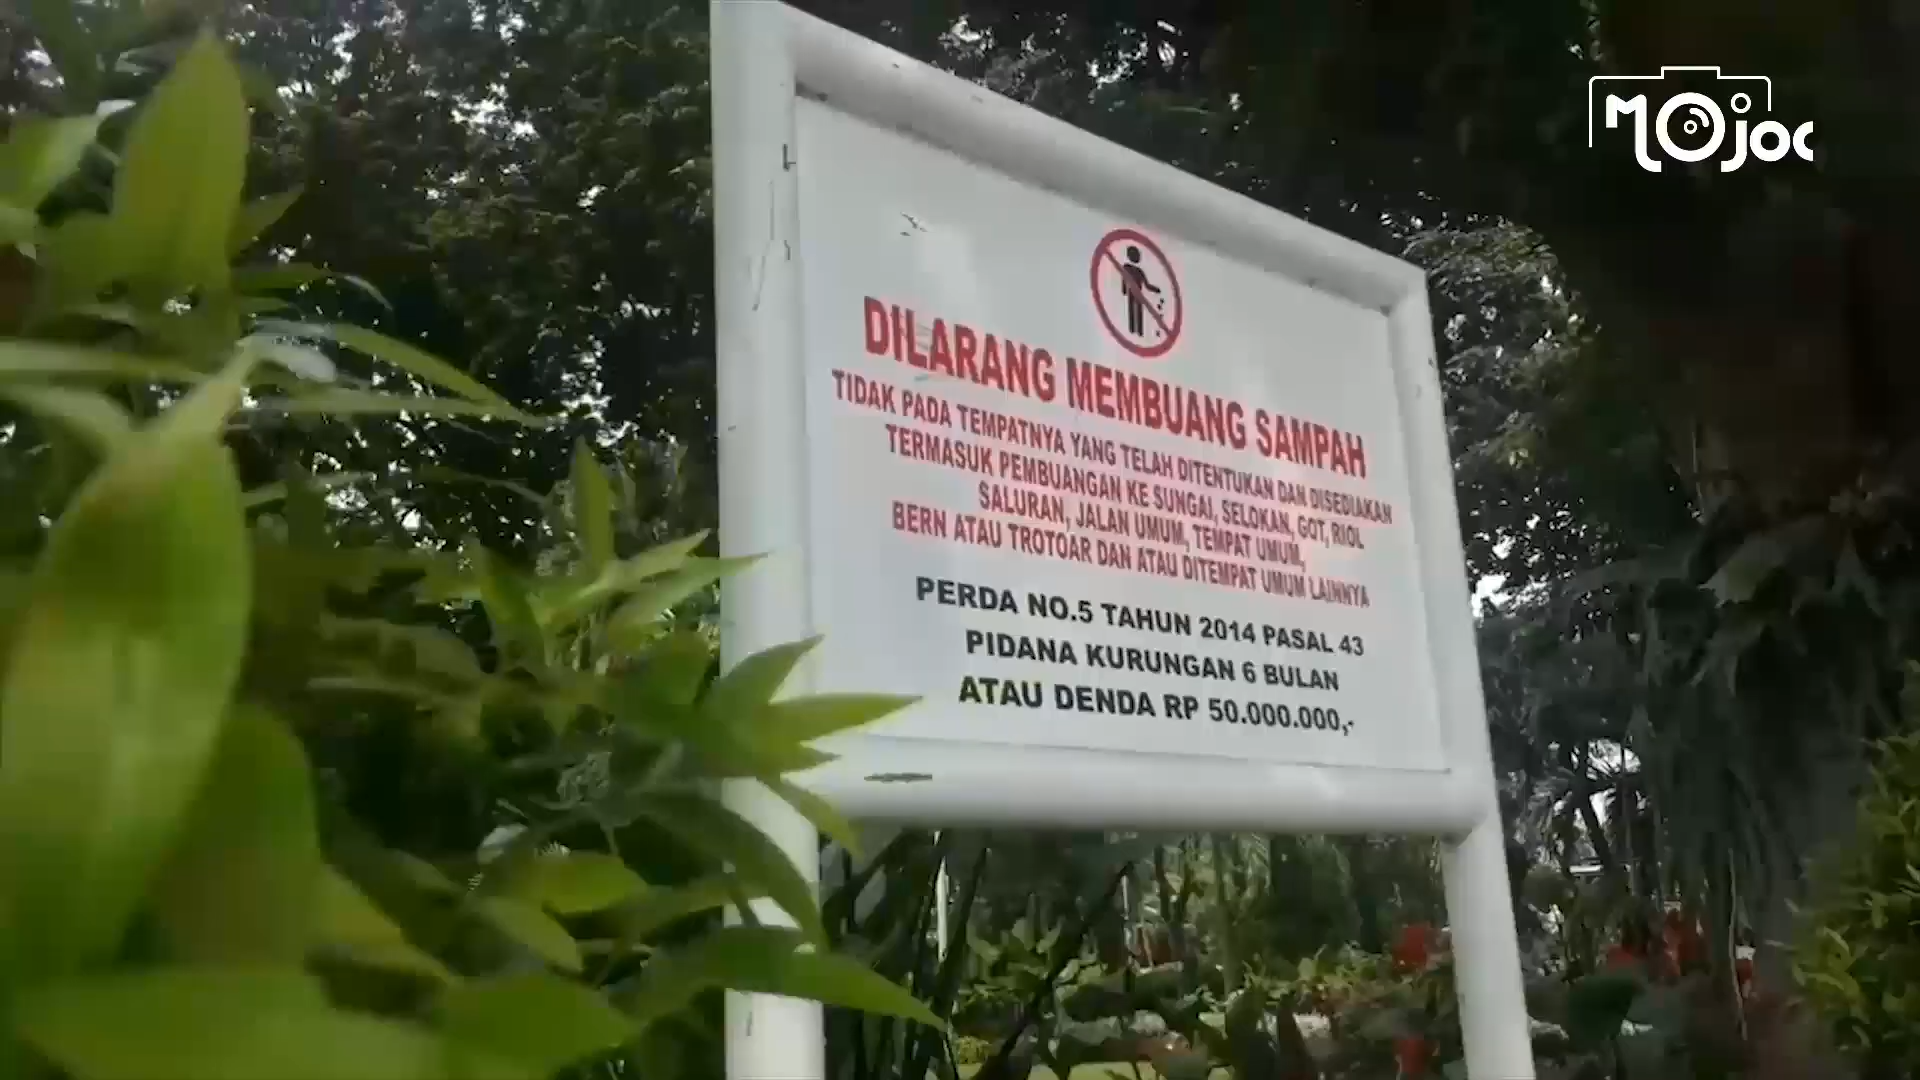 MOjoc
DILARANG MEMBUANG SAMPAH
TIDAK PADA TEMPATNYA YANG TELAH DITENTUKAN DAN DISEDIAKAN
TERMASUK PEMBUANGAN KE SUNGAI, SELOKAN, GOT, RIOL
SALURAN, JALAN UMUM, TEMPAT UMUM,
BERN ATAU TROTOAR DAN ATAU DITEMPAT UMUM LAINNYA
PERDA NO.5 TAHUN 2014 PASAL 43
PIDANA KURUNGAN 6 BULAN
ATAU DENDA RP 50.000.000,-